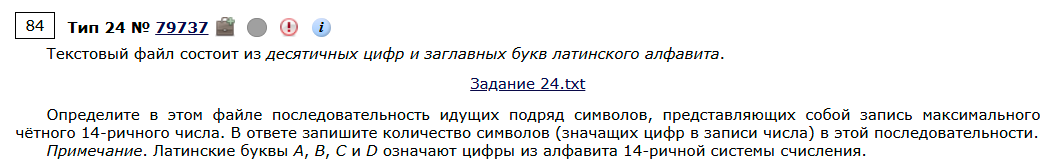 84 Тип 24 № 79737
Текстовый файл состоит из десятичных цифр и заглавных букв латинского алфавита.
Задание 24.txt
Определите в этом файле последовательность идущих подряд символов, представляющих собой запись максимального
чётного 14-ричного числа. В ответе запишите количество символов (значащих цифр в записи числа) в этой последовательности.
Примечание. Латинские буквы A, B, C и D означают цифры из алфавита 14-ричной системы счисления.